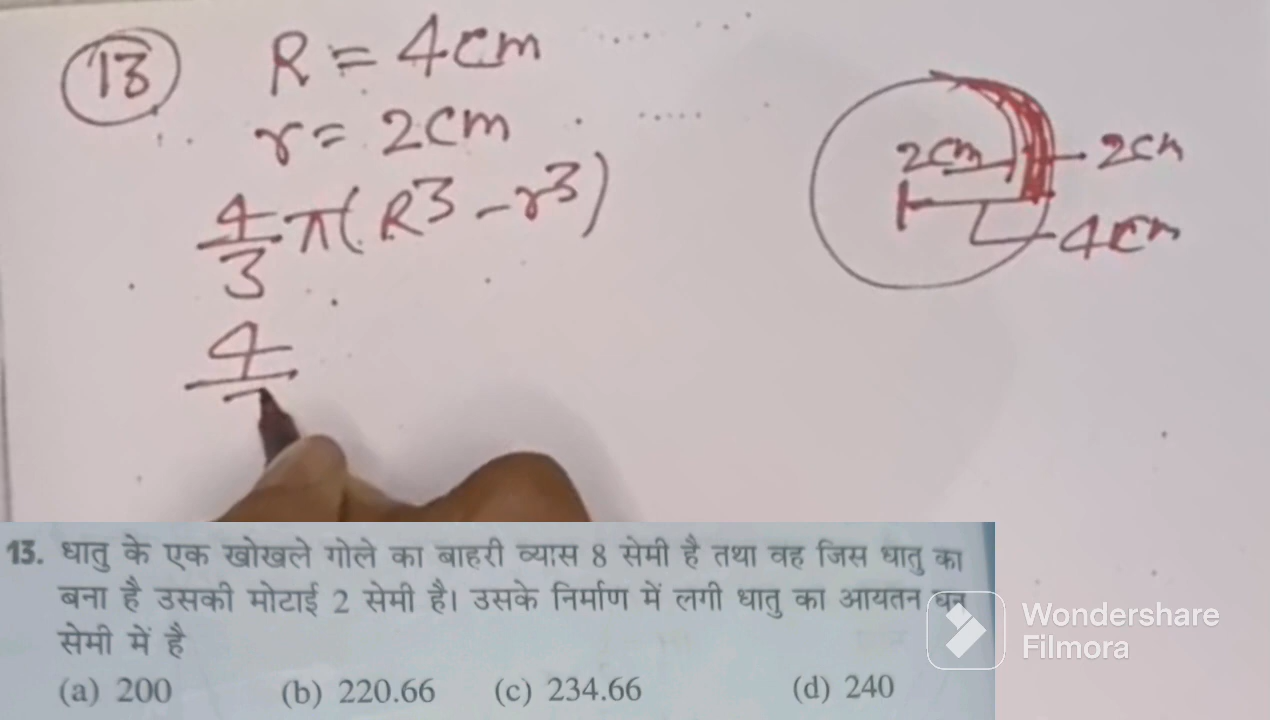 13 R = 4cm
r = 2cm
4/3 π(R³ - r³)
4
2cm
2cm
4cm
13. धातु के एक खोखले गोले का बाहरी व्यास 8 सेमी है तथा वह जिस धातु का
बना है उसकी मोटाई 2 सेमी है। उसके निर्माण में लगी धातु का आयतन घन
सेमी में है
(a) 200 (b) 220.66 (c) 234.66 (d) 240
Wondershare
Filmora